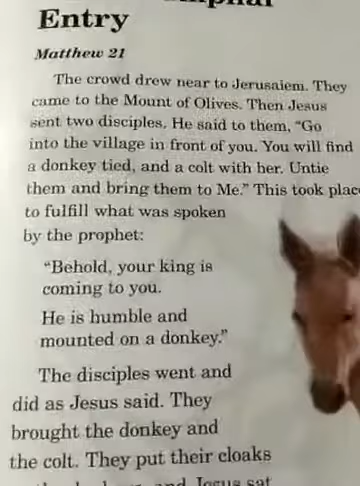 Entry
Matthew 21
The crowd drew near to Jerusalem. They
came to the Mount of Olives. Then Jesus
sent two disciples. He said to them, “Go
into the village in front of you. You will find
a donkey tied, and a colt with her. Untie
them and bring them to Me.” This took plac
to fulfill what was spoken
by the prophet:
“Behold, your king is
coming to you.
He is humble and
mounted on a donkey.”
The disciples went and
did as Jesus said. They
brought the donkey and
the colt. They put their cloaks
and Jesus sat